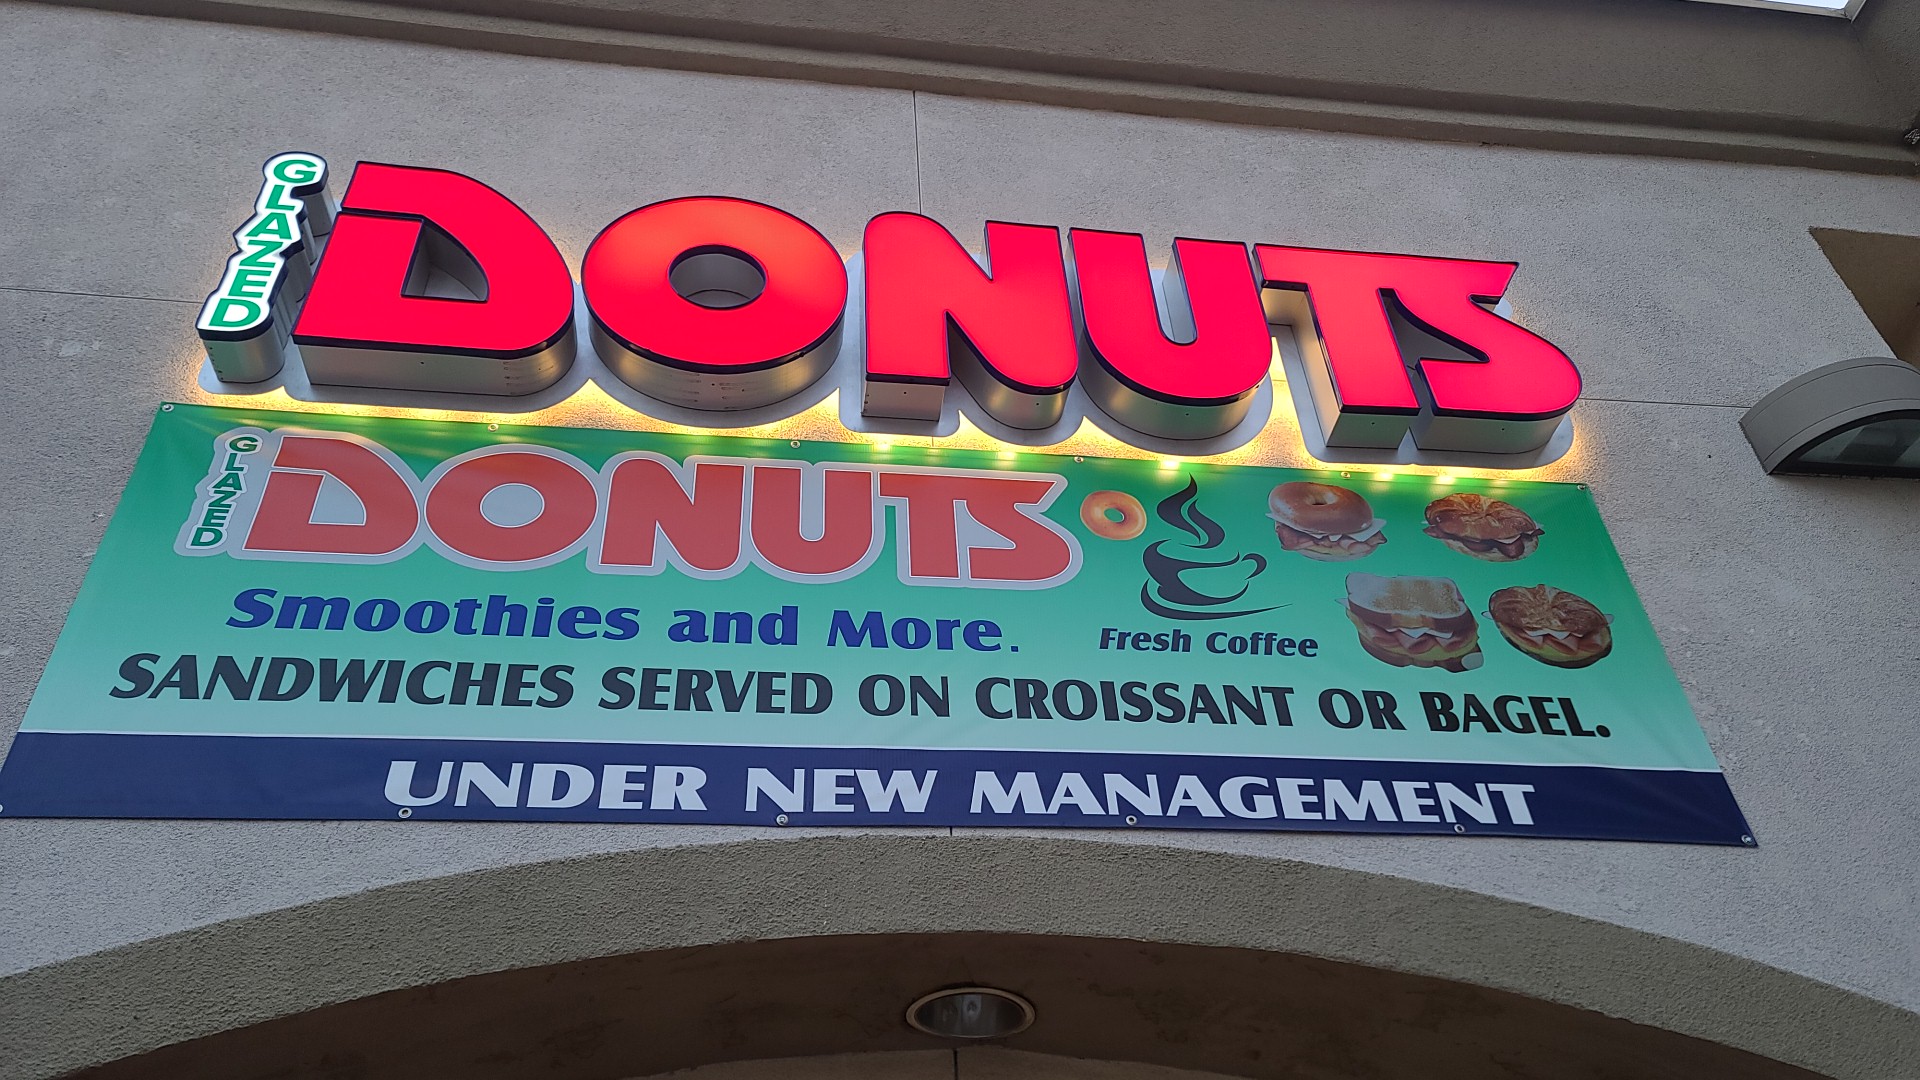 GLAZED DONUTS
GLAZED DONUTS
Smoothies and More.
Fresh Coffee
SANDWICHES SERVED ON CROISSANT OR BAGEL.
UNDER NEW MANAGEMENT